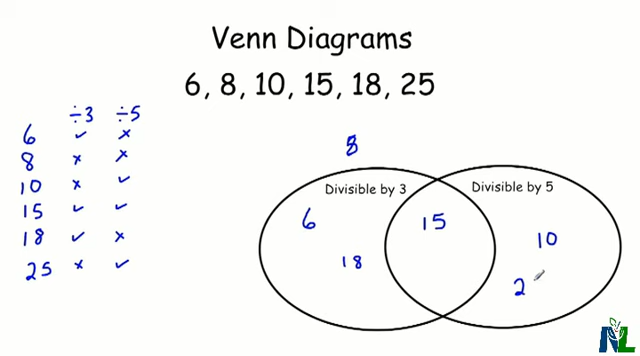 Venn Diagrams
6, 8, 10, 15, 18, 25
÷3 ÷5
6 ✓ ×
8 × ×
10 × ✓
15 ✓ ✓
18 ✓ ×
25 × ✓
8
Divisible by 3
Divisible by 5
6
15
10
18
2
NL